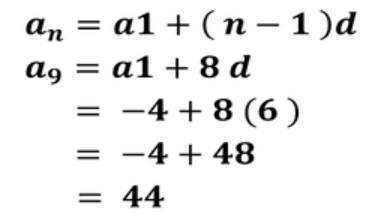 aₙ = a1 + ( n − 1 )d
a₉ = a1 + 8 d
= −4 + 8 (6 )
= −4 + 48
= 44